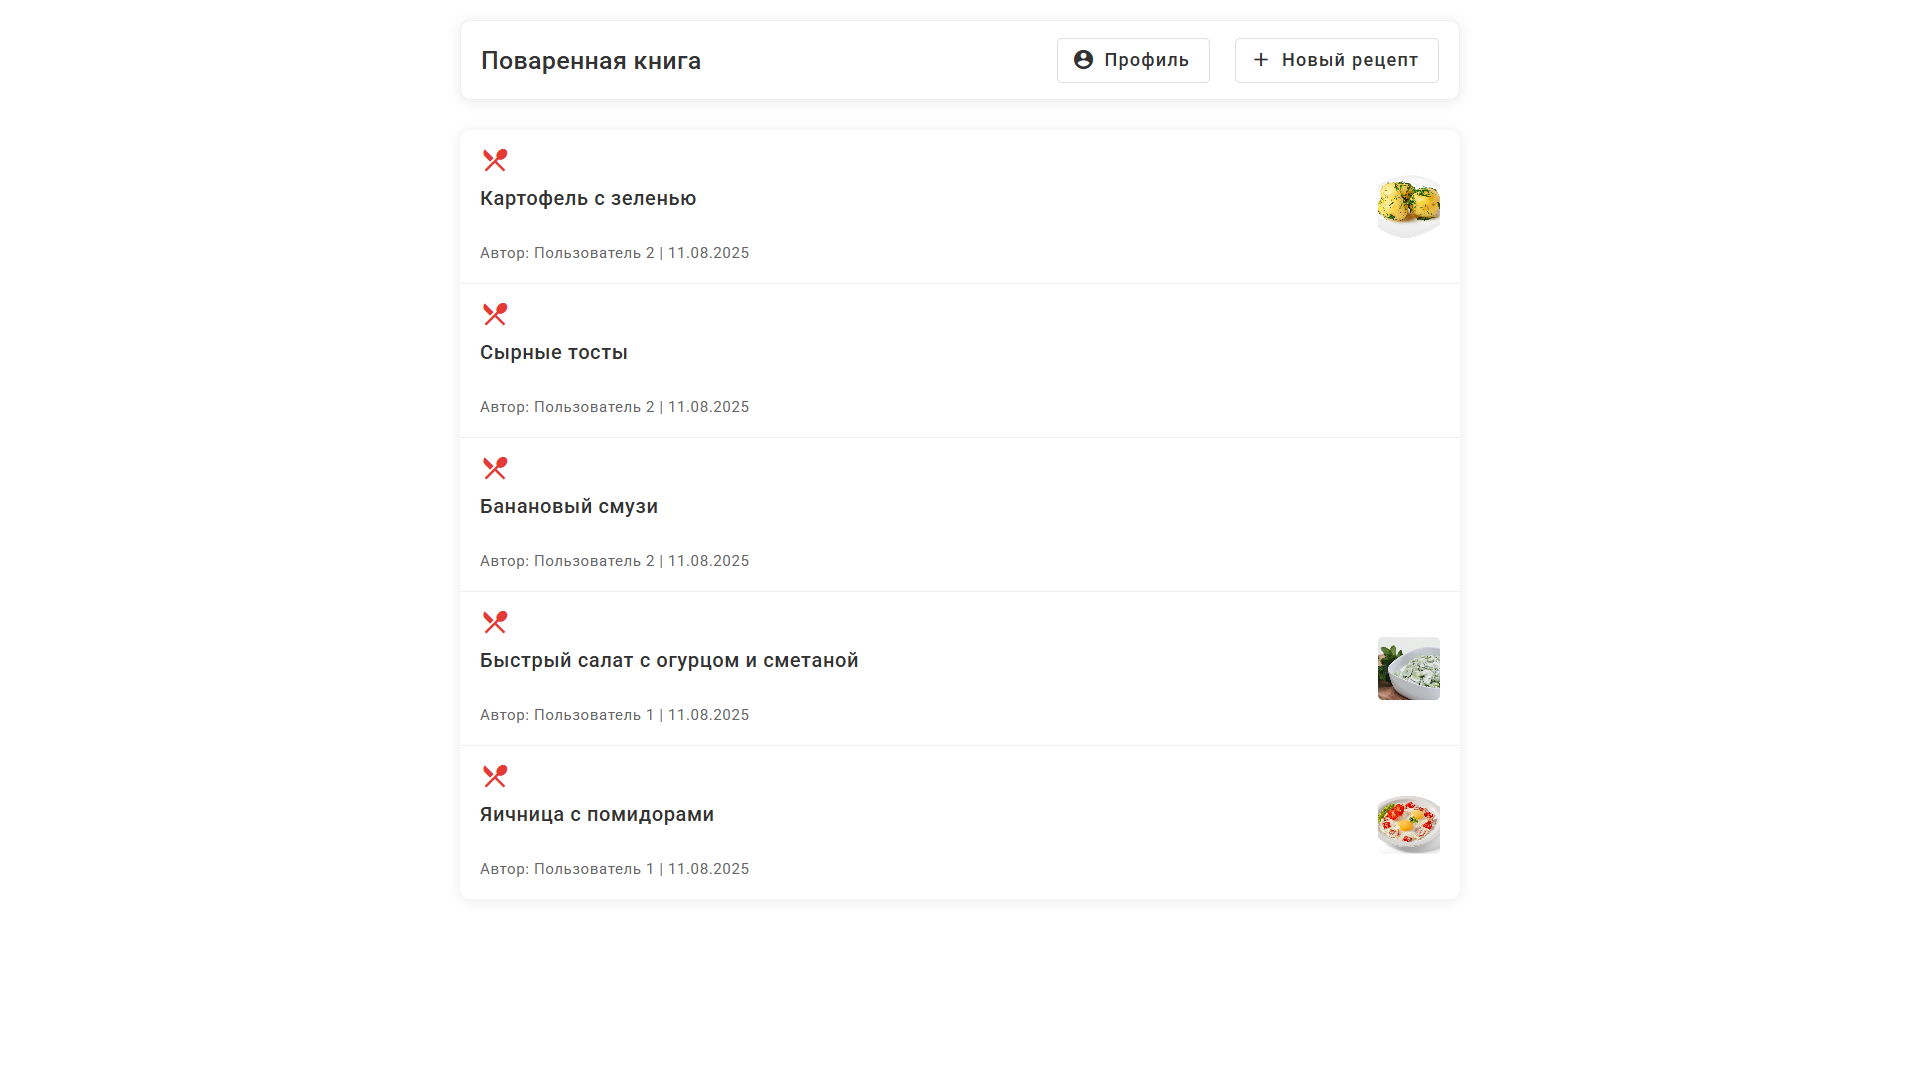 Поваренная книга
Профиль
Новый рецепт
Картофель с зеленью
Автор: Пользователь 2 | 11.08.2025
Сырные тосты
Автор: Пользователь 2 | 11.08.2025
Банановый смузи
Автор: Пользователь 2 | 11.08.2025
Быстрый салат с огурцом и сметаной
Автор: Пользователь 1 | 11.08.2025
Яичница с помидорами
Автор: Пользователь 1 | 11.08.2025